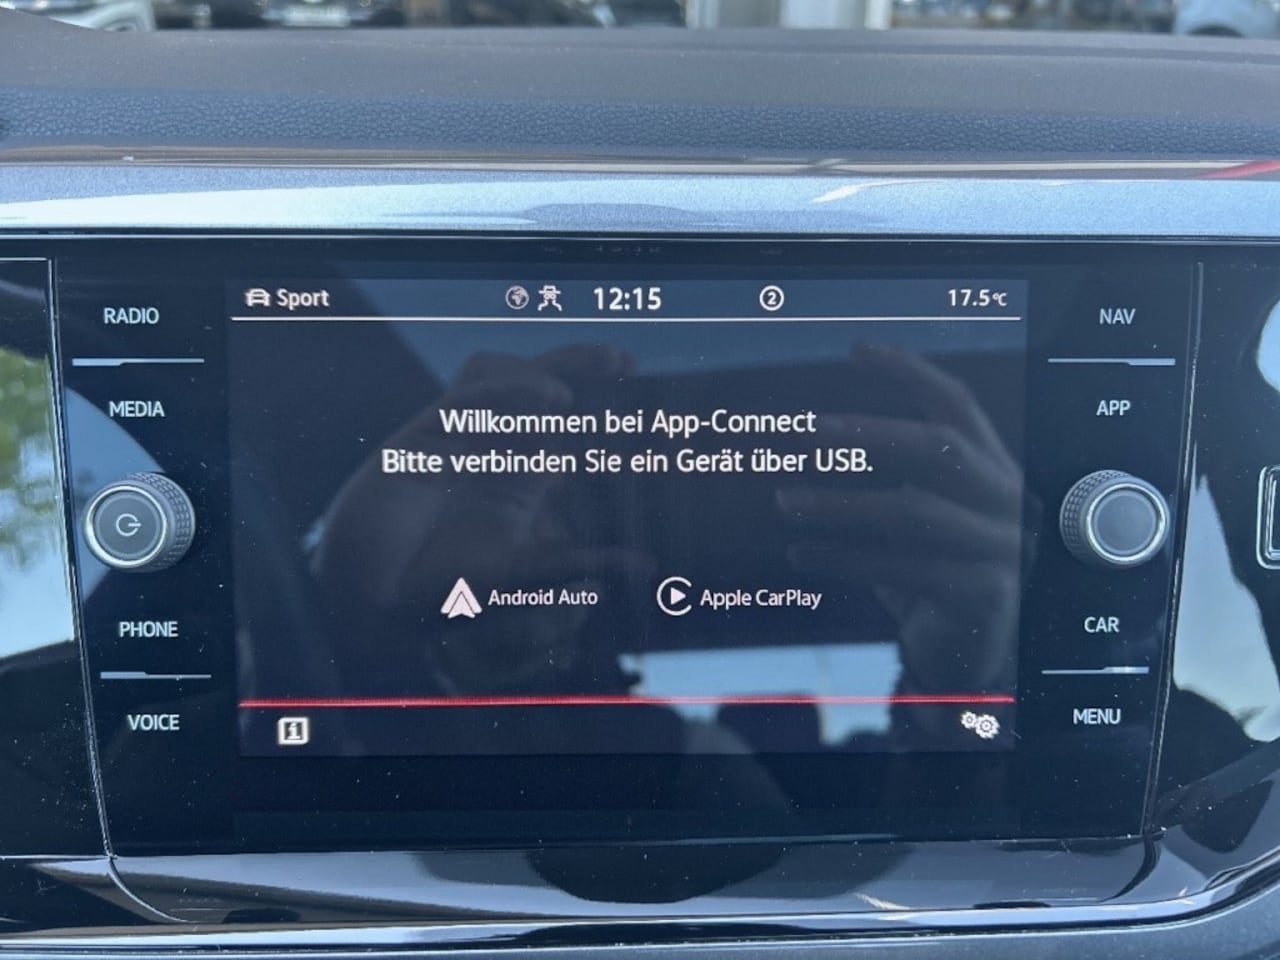 RADIO
MEDIA
PHONE
VOICE
Sport
12:15
2
17.5°C
Willkommen bei App-Connect
Bitte verbinden Sie ein Gerät über USB.
Android Auto
Apple CarPlay
i
NAV
APP
CAR
MENU